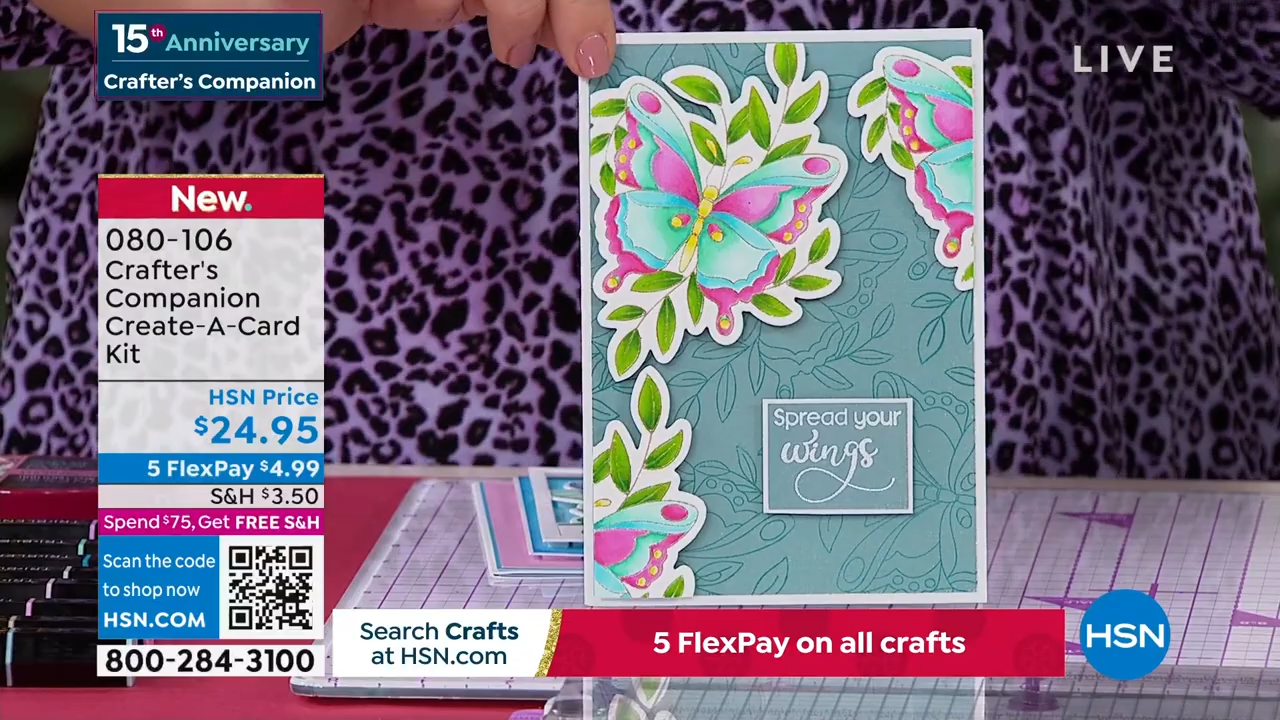 15th Anniversary
Crafter's Companion
LIVE
New.
080-106
Crafter's
Companion
Create-A-Card
Kit
HSN Price
$24.95
5 FlexPay $4.99
S&H $3.50
Spend $75, Get FREE S&H
Scan the code
to shop now
HSN.COM
800-284-3100
Spread your
wings
Search Crafts
at HSN.com
5 FlexPay on all crafts
HSN